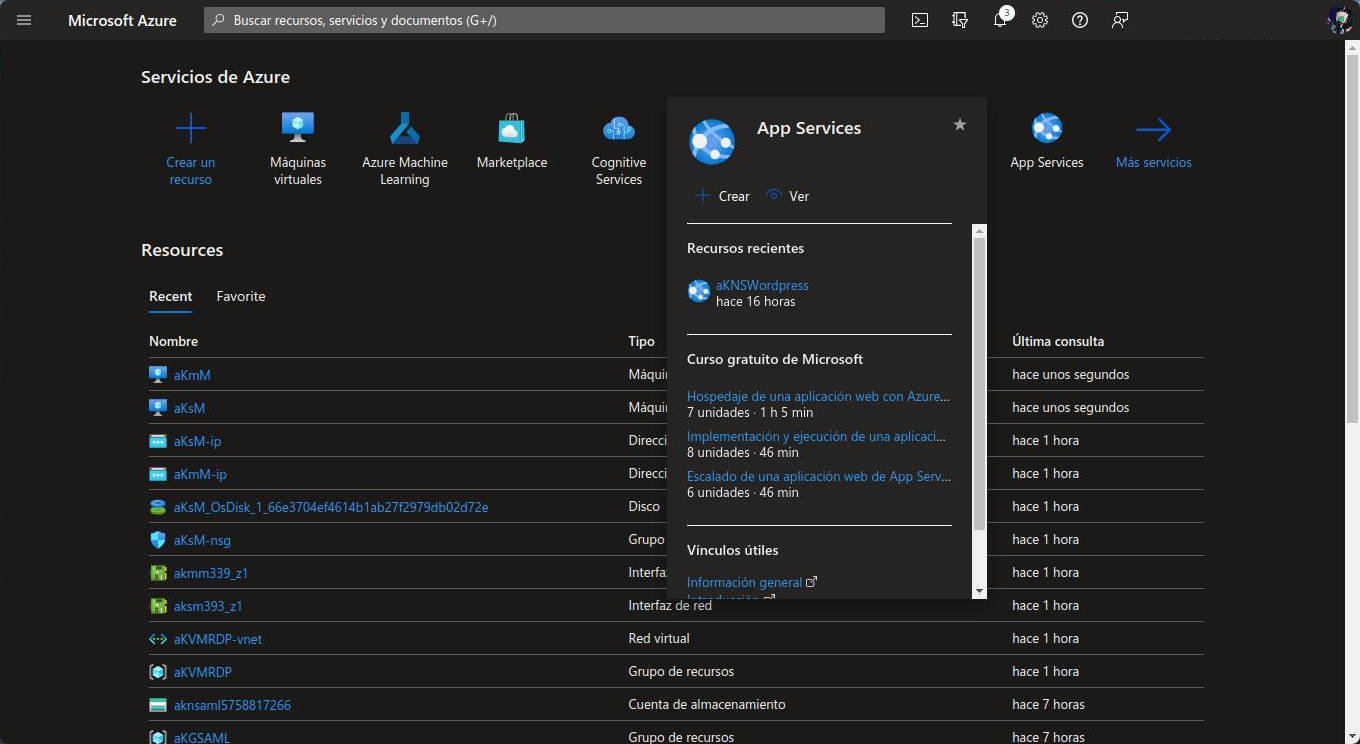 Microsoft Azure
Buscar recursos, servicios y documentos (G+/)
3
Servicios de Azure
Crear un
recurso
Máquinas
virtuales
Azure Machine
Learning
Marketplace
Cognitive
Services
App Services
Más servicios
App Services
Crear
Ver
Recursos recientes
aKNSWordpress
hace 16 horas
Curso gratuito de Microsoft
Hospedaje de una aplicación web con Azure...
7 unidades · 1 h 5 min
Implementación y ejecución de una aplicaci...
8 unidades · 46 min
Escalado de una aplicación web de App Serv...
6 unidades · 46 min
Vínculos útiles
Información general
Introducción
Resources
Recent Favorite
Nombre Tipo Última consulta
aKmM Máqui hace unos segundos
aKsM Máqui hace unos segundos
aKsM-ip Direcci hace 1 hora
aKmM-ip Direcci hace 1 hora
aKsM_OsDisk_1_66e3704ef4614b1ab27f2979db02d72e Disco hace 1 hora
aKsM-nsg Grupo hace 1 hora
akmm339_z1 Interfa hace 1 hora
aksm393_z1 Interfaz de red hace 1 hora
aKVMRDP-vnet Red virtual hace 1 hora
aKVMRDP Grupo de recursos hace 1 hora
aknsaml5758817266 Cuenta de almacenamiento hace 7 horas
aKGSAML Grupo de recursos hace 7 horas